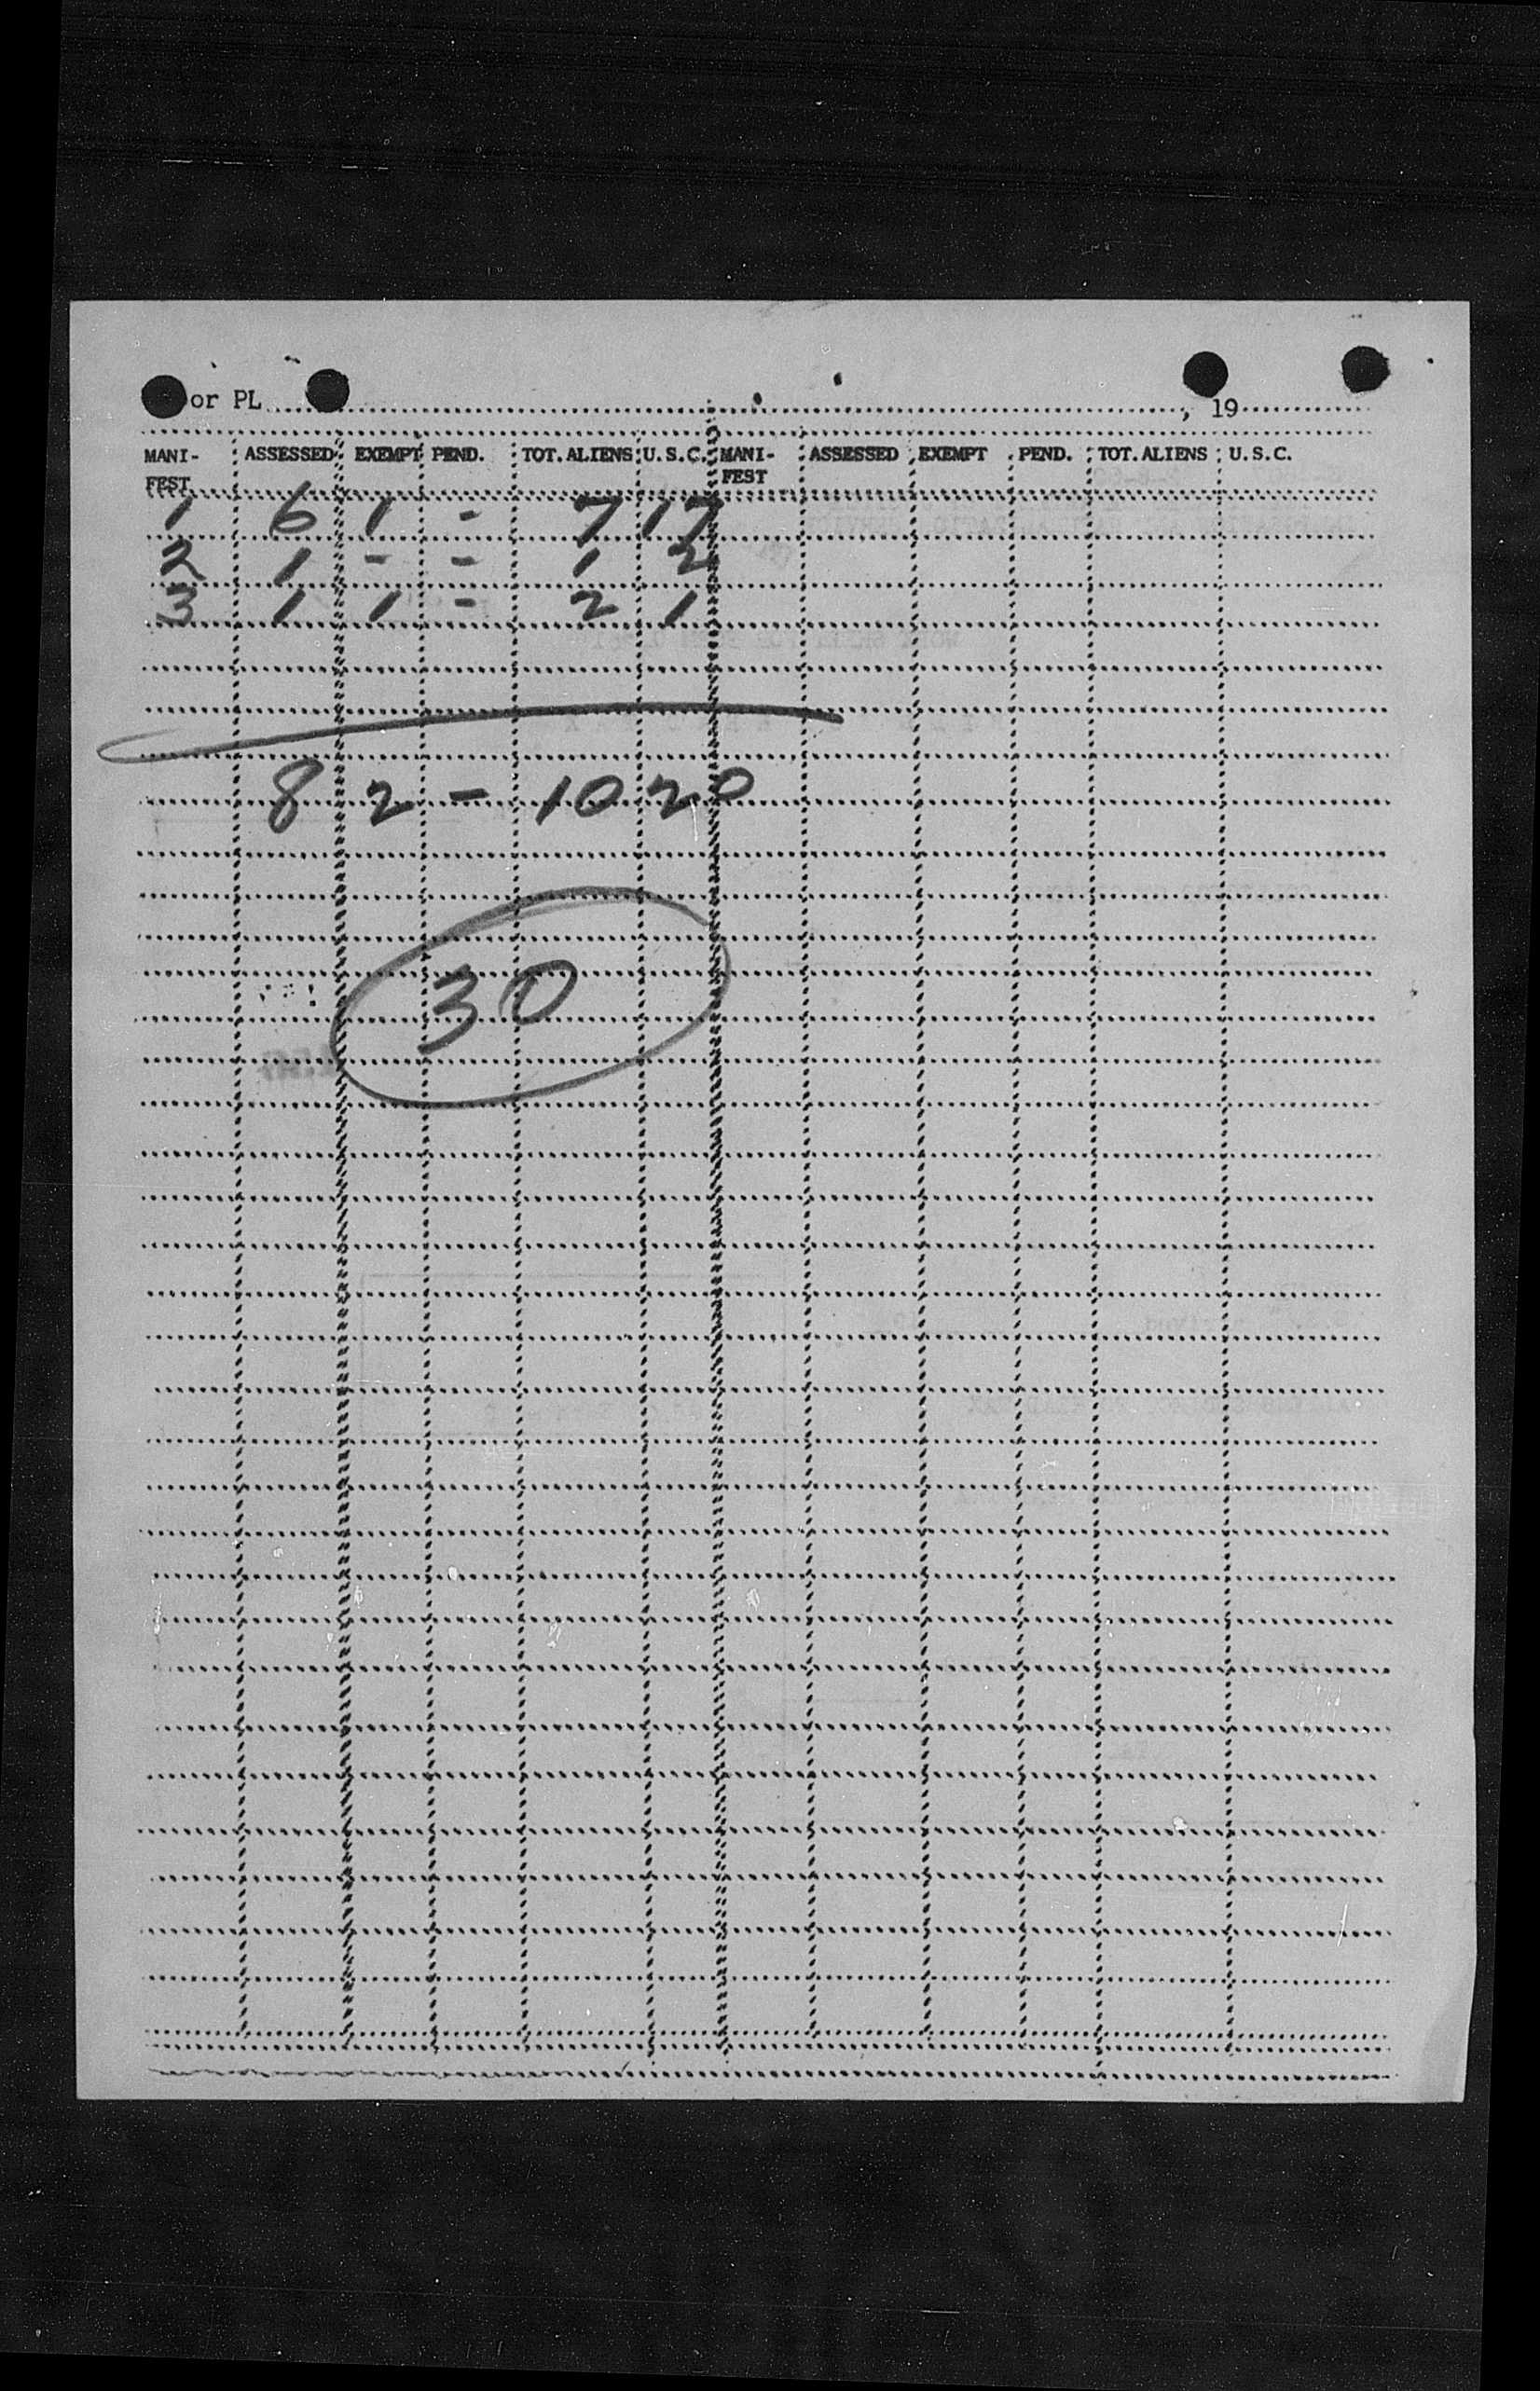 or PL , 19
MANI- ASSESSED EXEMPT PEND. TOT. ALIENS U.S.C. MANI- ASSESSED EXEMPT PEND. TOT. ALIENS U.S.C.
FEST FEST
1 6 1 - 7 17
2 1 - - 1 2
3 1 1 - 2 1
8 2 - 10 20
30